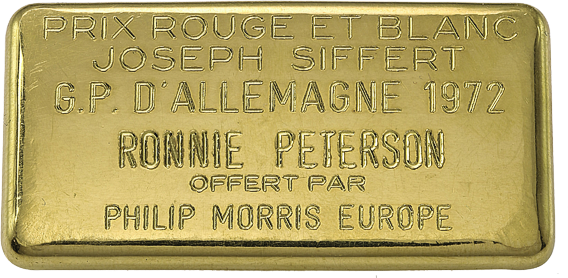 PRIX ROUGE ET BLANC
JOSEPH SIFFERT
G.P. D'ALLEMAGNE 1972
RONNIE PETERSON
OFFERT PAR
PHILIP MORRIS EUROPE